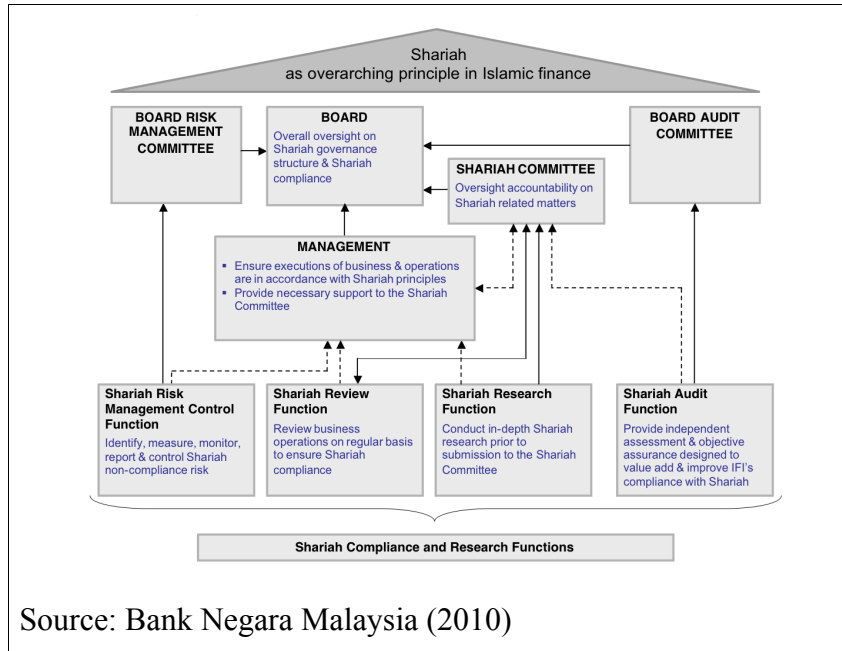 Shariah
as overarching principle in Islamic finance
BOARD RISK
MANAGEMENT
COMMITTEE
BOARD
Overall oversight on
Shariah governance
structure & Shariah
compliance
BOARD AUDIT
COMMITTEE
SHARIAH COMMITTEE
Oversight accountability on
Shariah related matters
MANAGEMENT
▪ Ensure executions of business & operations
are in accordance with Shariah principles
▪ Provide necessary support to the Shariah
Committee
Shariah Risk
Management Control
Function
Identify, measure, monitor,
report & control Shariah
non-compliance risk
Shariah Review
Function
Review business
operations on regular basis
to ensure Shariah
compliance
Shariah Research
Function
Conduct in-depth Shariah
research prior to
submission to the Shariah
Committee
Shariah Audit
Function
Provide independent
assessment & objective
assurance designed to
value add & improve IFI's
compliance with Shariah
Shariah Compliance and Research Functions
Source: Bank Negara Malaysia (2010)